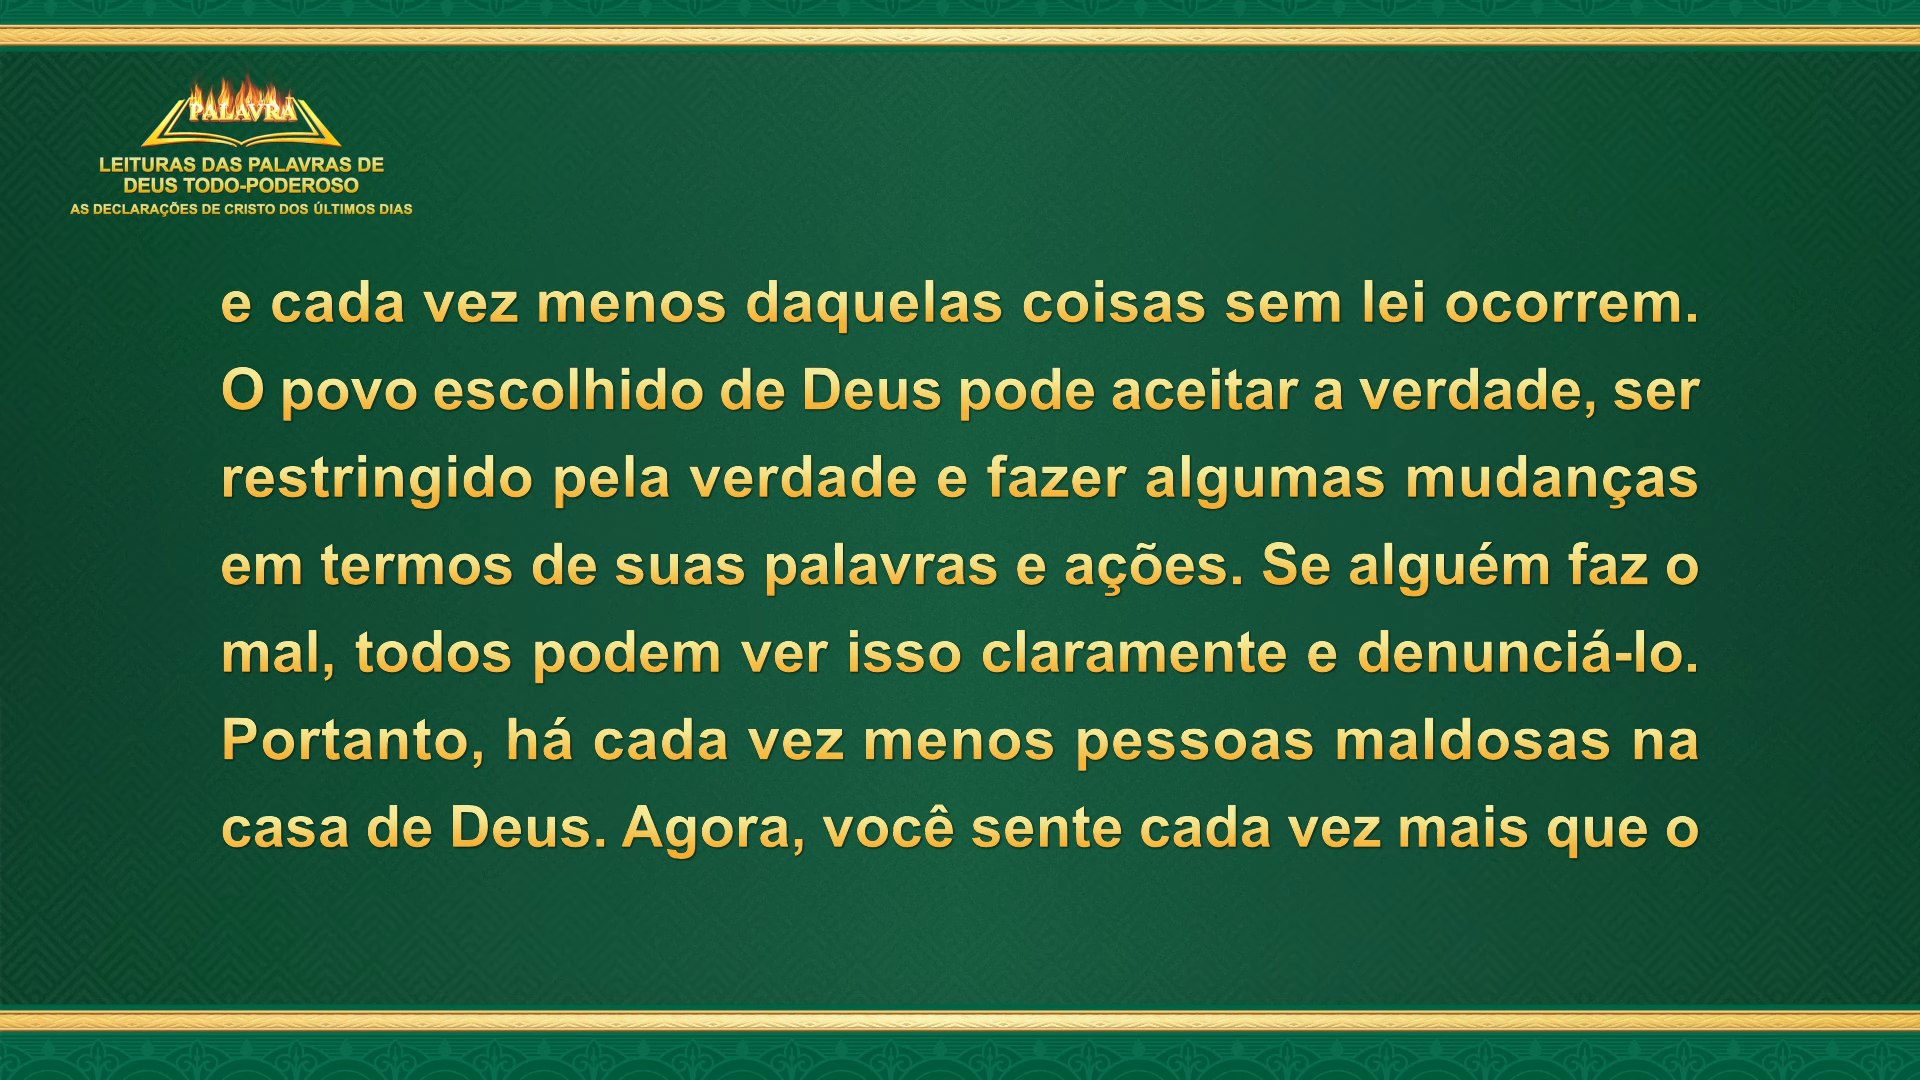 PALAVRA
LEITURAS DAS PALAVRAS DE
DEUS TODO-PODEROSO
AS DECLARAÇÕES DE CRISTO DOS ÚLTIMOS DIAS
e cada vez menos daquelas coisas sem lei ocorrem.
O povo escolhido de Deus pode aceitar a verdade, ser
restringido pela verdade e fazer algumas mudanças
em termos de suas palavras e ações. Se alguém faz o
mal, todos podem ver isso claramente e denunciá-lo.
Portanto, há cada vez menos pessoas maldosas na
casa de Deus. Agora, você sente cada vez mais que o